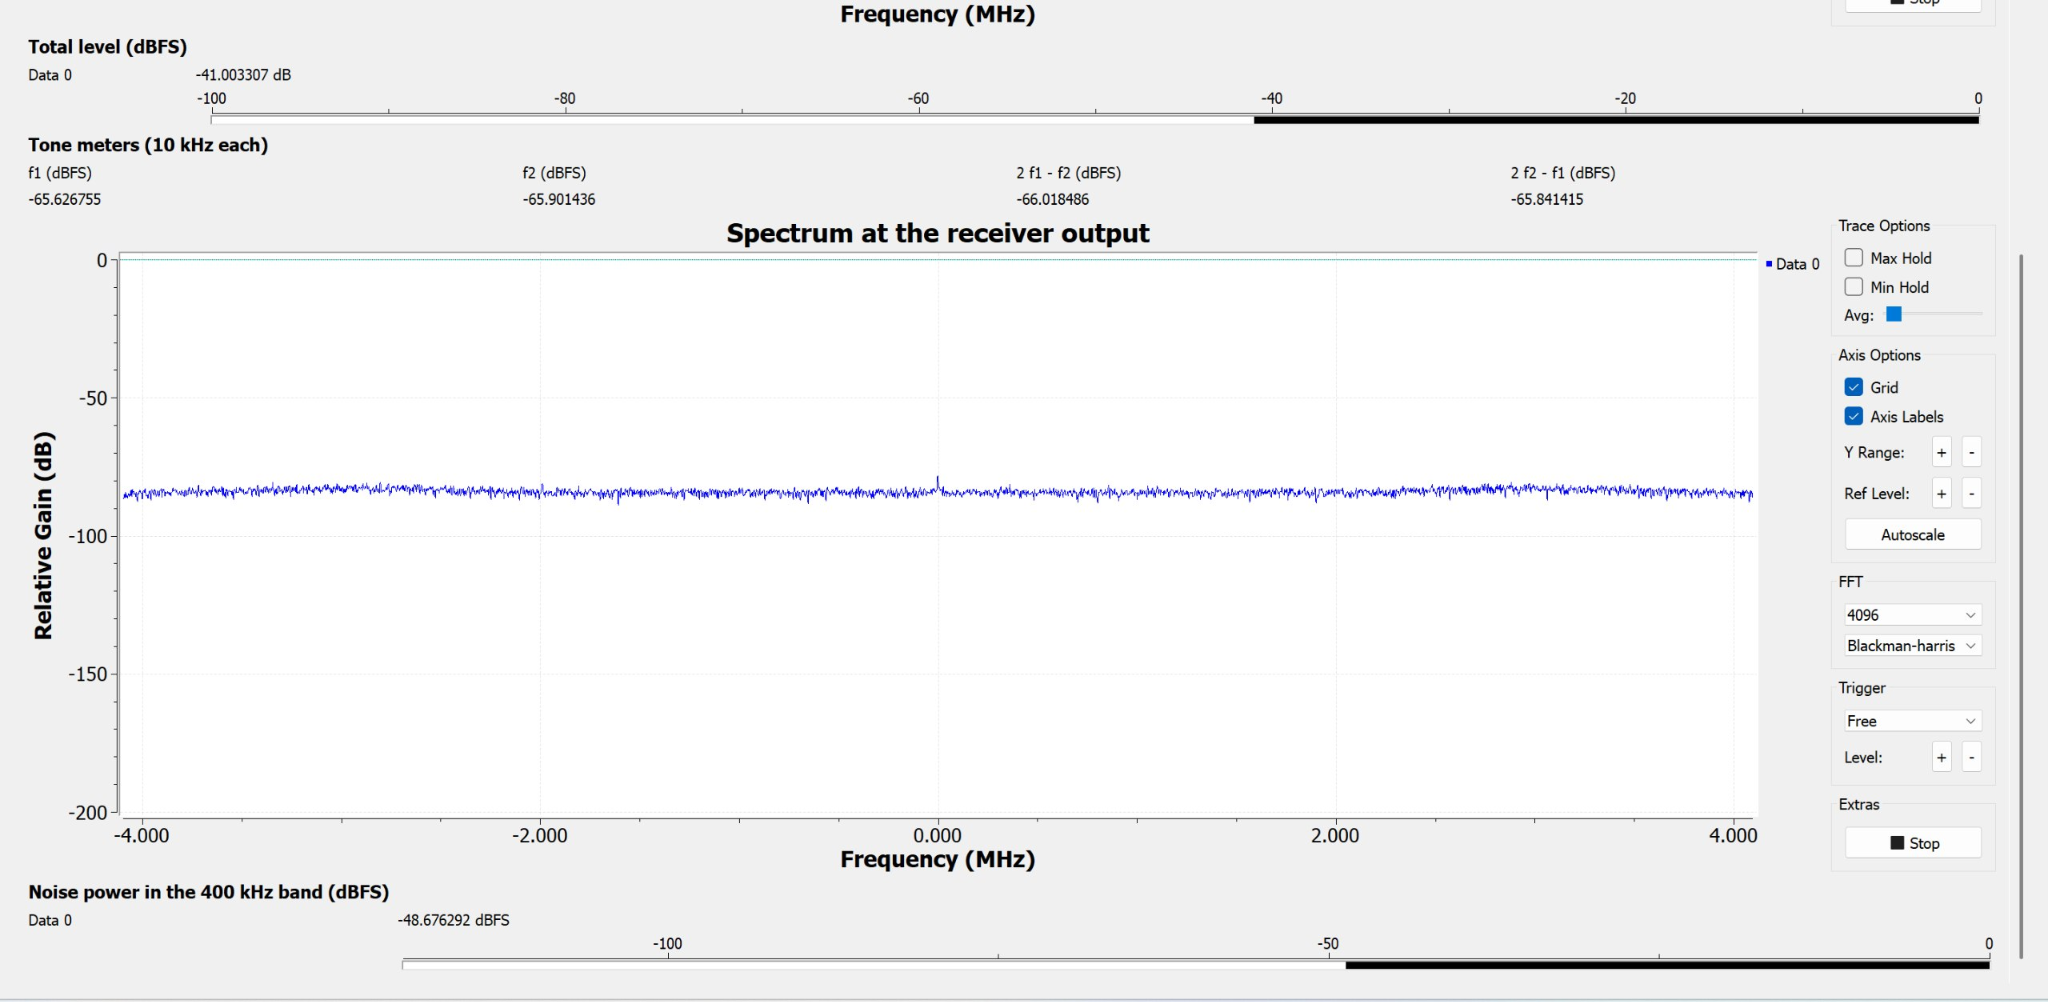 Frequency (MHz)
Stop
Total level (dBFS)
Data 0 -41.003307 dB
-100 -80 -60 -40 -20 0
Tone meters (10 kHz each)
f1 (dBFS) f2 (dBFS) 2 f1 - f2 (dBFS) 2 f2 - f1 (dBFS)
-65.626755 -65.901436 -66.018486 -65.841415
Spectrum at the receiver output
Trace Options
Data 0
Max Hold
Min Hold
Avg:
Axis Options
Grid
Axis Labels
Y Range: + -
Ref Level: + -
Autoscale
FFT
4096
Blackman-harris
Trigger
Free
Level: + -
Extras
Stop
Relative Gain (dB)
0
-50
-100
-150
-200
-4.000 -2.000 0.000 2.000 4.000
Frequency (MHz)
Noise power in the 400 kHz band (dBFS)
Data 0 -48.676292 dBFS
-100 -50 0